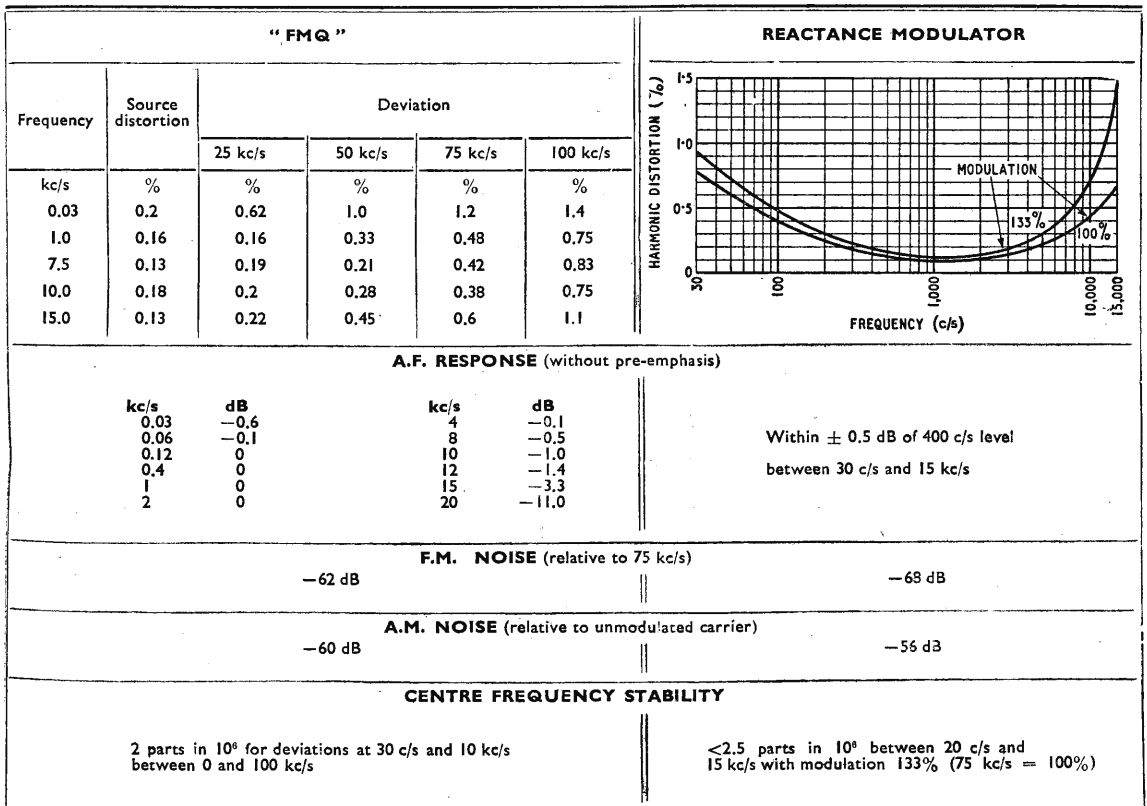 "FMQ"
REACTANCE MODULATOR
Frequency
Source distortion
Deviation
25 kc/s 50 kc/s 75 kc/s 100 kc/s
kc/s % % % % %
0.03 0.2 0.62 1.0 1.2 1.4
1.0 0.16 0.16 0.33 0.48 0.75
7.5 0.13 0.19 0.21 0.42 0.83
10.0 0.18 0.2 0.28 0.38 0.75
15.0 0.13 0.22 0.45 0.6 1.1
HARMONIC DISTORTION (%)
1·5
1·0
0·5
0
MODULATION
133%
100%
30 100 1,000 10,000 15,000
FREQUENCY (c/s)
A.F. RESPONSE (without pre-emphasis)
kc/s dB kc/s dB
0.03 −0.6 4 −0.1
0.06 −0.1 8 −0.5
0.12 0 10 −1.0
0.4 0 12 −1.4
1 0 15 −3.3
2 0 20 −11.0
Within ± 0.5 dB of 400 c/s level
between 30 c/s and 15 kc/s
F.M. NOISE (relative to 75 kc/s)
−62 dB −68 dB
A.M. NOISE (relative to unmodulated carrier)
−60 dB −56 dB
CENTRE FREQUENCY STABILITY
2 parts in 10⁶ for deviations at 30 c/s and 10 kc/s
between 0 and 100 kc/s
<2.5 parts in 10⁶ between 20 c/s and
15 kc/s with modulation 133% (75 kc/s = 100%)